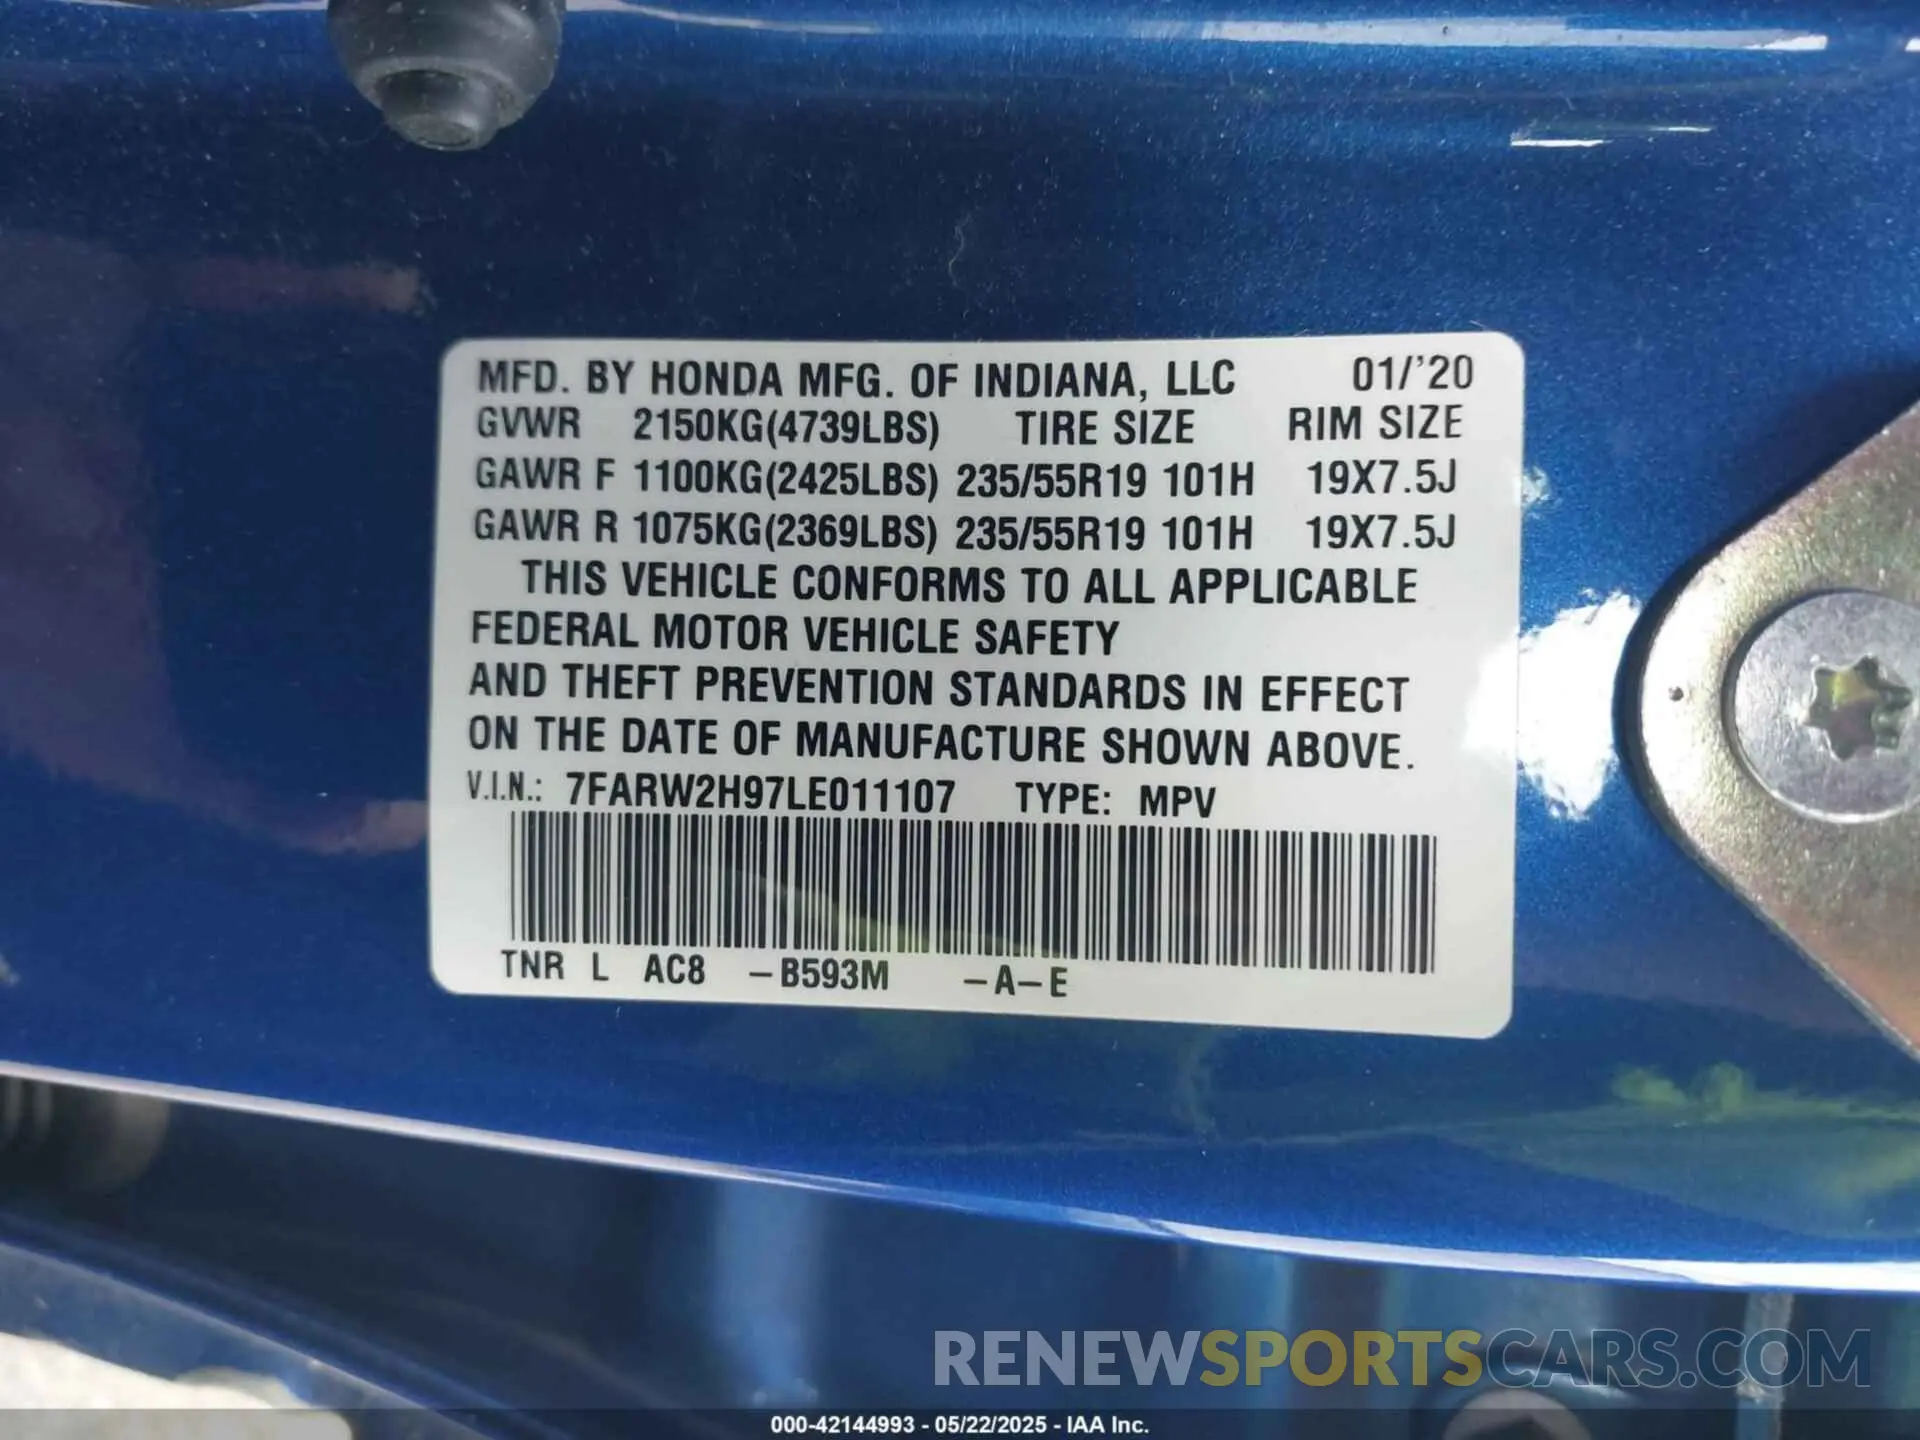 MFD. BY HONDA MFG. OF INDIANA, LLC 01/'20
GVWR 2150KG(4739LBS) TIRE SIZE RIM SIZE
GAWR F 1100KG(2425LBS) 235/55R19 101H 19X7.5J
GAWR R 1075KG(2369LBS) 235/55R19 101H 19X7.5J
THIS VEHICLE CONFORMS TO ALL APPLICABLE
FEDERAL MOTOR VEHICLE SAFETY
AND THEFT PREVENTION STANDARDS IN EFFECT
ON THE DATE OF MANUFACTURE SHOWN ABOVE.
V.I.N.: 7FARW2H97LE011107 TYPE: MPV
TNR L AC8 -B593M -A-E
RENEWSPORTSCARS.COM
000-42144993 - 05/22/2025 - IAA Inc.